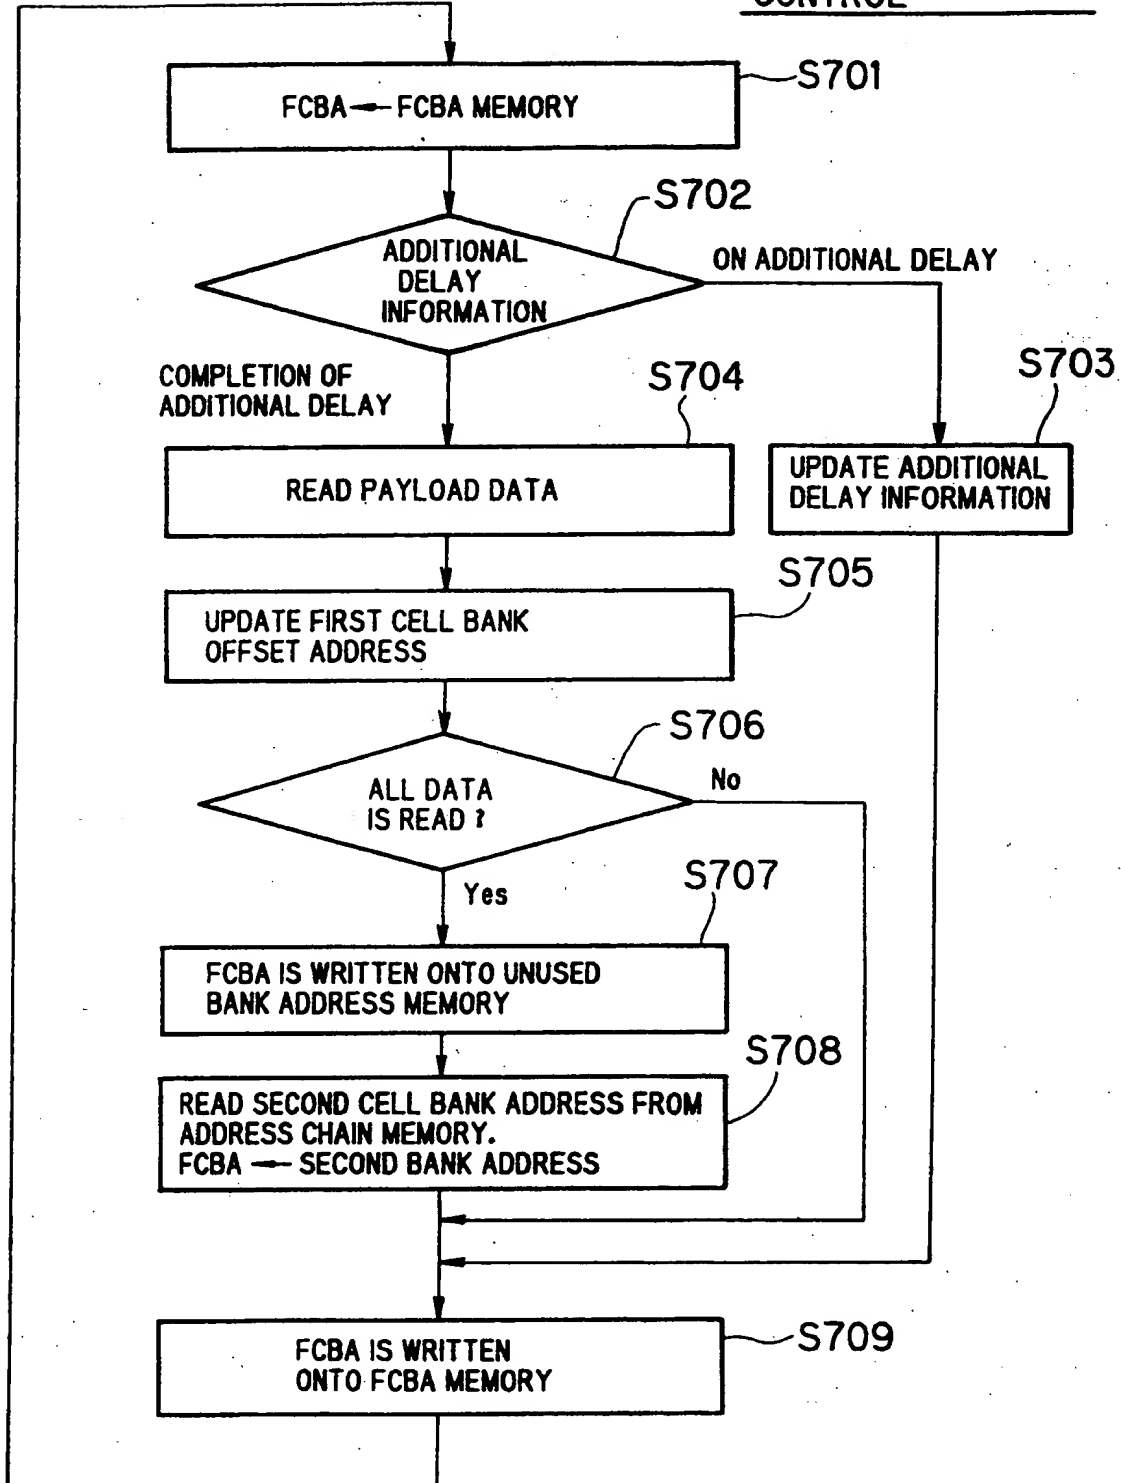 CONTROL
S701
FCBA ← FCBA MEMORY
S702
ADDITIONAL
DELAY
INFORMATION
ON ADDITIONAL DELAY
COMPLETION OF
ADDITIONAL DELAY
S704
S703
READ PAYLOAD DATA
UPDATE ADDITIONAL
DELAY INFORMATION
S705
UPDATE FIRST CELL BANK
OFFSET ADDRESS
S706
ALL DATA
IS READ ?
No
Yes
S707
FCBA IS WRITTEN ONTO UNUSED
BANK ADDRESS MEMORY
S708
READ SECOND CELL BANK ADDRESS FROM
ADDRESS CHAIN MEMORY.
FCBA ← SECOND BANK ADDRESS
S709
FCBA IS WRITTEN
ONTO FCBA MEMORY